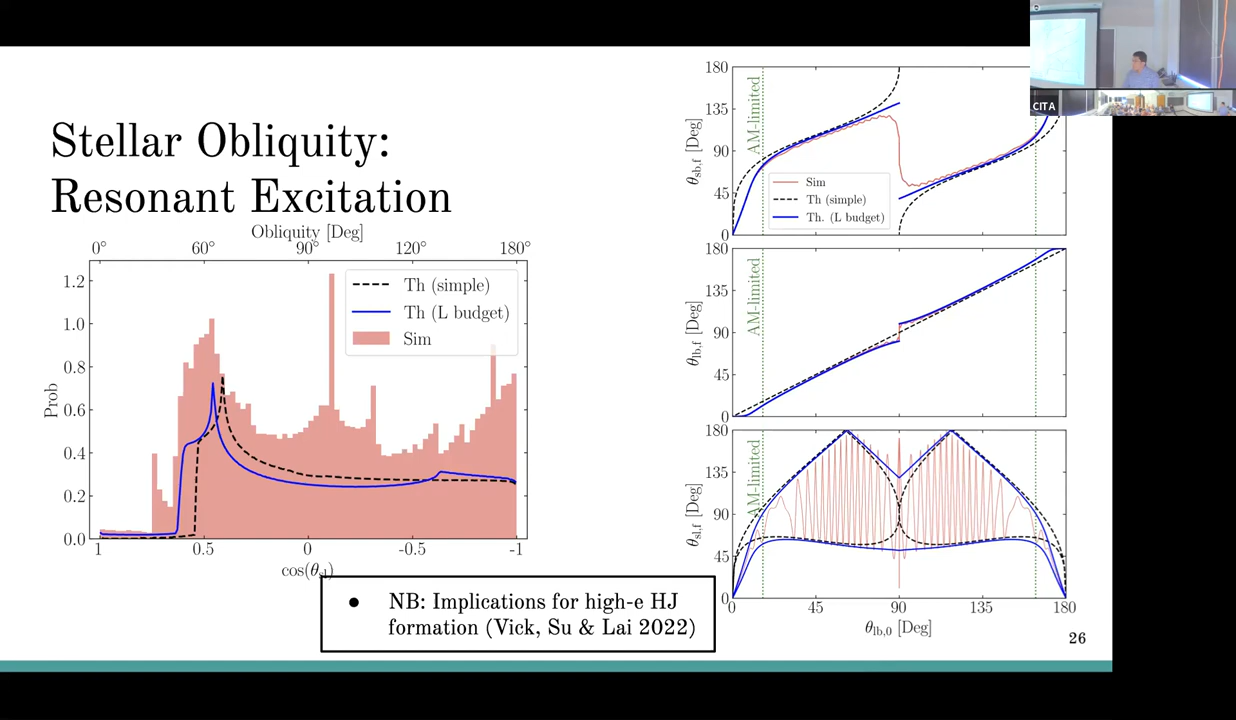 Stellar Obliquity:
Resonant Excitation
Obliquity [Deg]
0° 60° 90° 120° 180°
1.2
1.0
0.8
0.6
0.4
0.2
0.0
Prob
Th (simple)
Th (L budget)
Sim
1 0.5 0 -0.5 -1
cos(θsl)
● NB: Implications for high-e HJ
formation (Vick, Su & Lai 2022)
180
135
90
45
0
θsb,f [Deg]
AM-limited
Sim
Th (simple)
Th. (L budget)
180
135
90
45
0
θlb,f [Deg]
AM-limited
180
135
90
45
0
θsl,f [Deg]
AM-limited
0 45 90 135 180
θlb,0 [Deg]
26
CITA